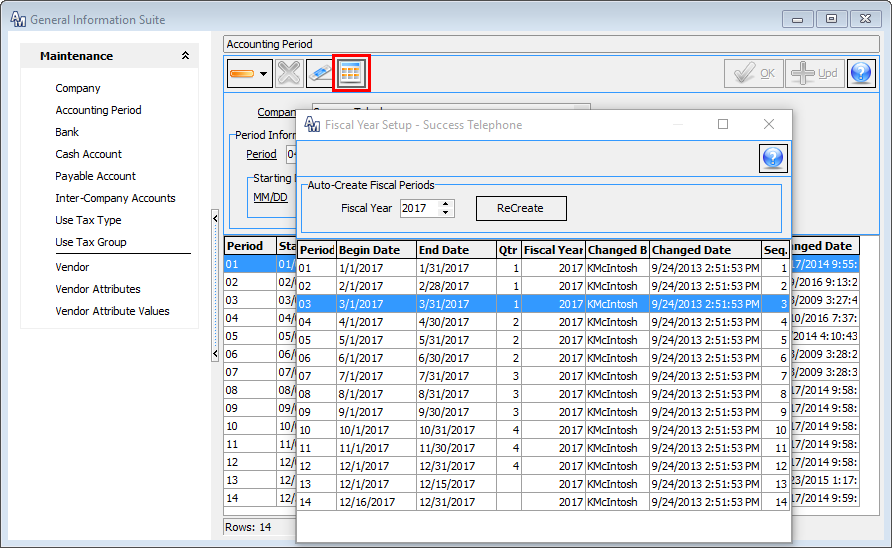 General Information Suite
Maintenance
Company
Accounting Period
Bank
Cash Account
Payable Account
Inter-Company Accounts
Use Tax Type
Use Tax Group
Vendor
Vendor Attributes
Vendor Attribute Values
Accounting Period
OK Upd
Company
Period Inform
Period 04
Starting
MM/DD
Period Sta
01 01/
02 02/
03 03/
04 04/
05 05/
06 06/
07 07/
08 08/
09 09/
10 10/
11 11/
12 12/
13 12/
14 12/
Rows: 14
Fiscal Year Setup - Success Telephone
Auto-Create Fiscal Periods
Fiscal Year 2017 ReCreate
Period Begin Date End Date Qtr Fiscal Year Changed B Changed Date Seq.
01 1/1/2017 1/31/2017 1 2017 KMcIntosh 9/24/2013 2:51:53 PM 1
02 2/1/2017 2/28/2017 1 2017 KMcIntosh 9/24/2013 2:51:53 PM 2
03 3/1/2017 3/31/2017 1 2017 KMcIntosh 9/24/2013 2:51:53 PM 3
04 4/1/2017 4/30/2017 2 2017 KMcIntosh 9/24/2013 2:51:53 PM 4
05 5/1/2017 5/31/2017 2 2017 KMcIntosh 9/24/2013 2:51:53 PM 5
06 6/1/2017 6/30/2017 2 2017 KMcIntosh 9/24/2013 2:51:53 PM 6
07 7/1/2017 7/31/2017 3 2017 KMcIntosh 9/24/2013 2:51:53 PM 7
08 8/1/2017 8/31/2017 3 2017 KMcIntosh 9/24/2013 2:51:53 PM 8
09 9/1/2017 9/30/2017 3 2017 KMcIntosh 9/24/2013 2:51:53 PM 9
10 10/1/2017 10/31/2017 4 2017 KMcIntosh 9/24/2013 2:51:53 PM 10
11 11/1/2017 11/30/2017 4 2017 KMcIntosh 9/24/2013 2:51:53 PM 11
12 12/1/2017 12/31/2017 4 2017 KMcIntosh 9/24/2013 2:51:53 PM 12
13 12/1/2017 12/15/2017 2017 KMcIntosh 9/24/2013 2:51:53 PM 13
14 12/16/2017 12/31/2017 2017 KMcIntosh 9/24/2013 2:51:53 PM 14
nged Date
17/2014 9:55:
9/2016 9:13:2
3/2009 3:27:4
10/2016 7:37:
/2014 4:10:43
3/2009 3:28:2
3/2009 3:28:3
17/2014 9:58:
17/2014 9:58:
17/2014 9:58:
17/2014 9:58:
17/2014 9:58:
23/2015 1:17:
17/2014 9:59: